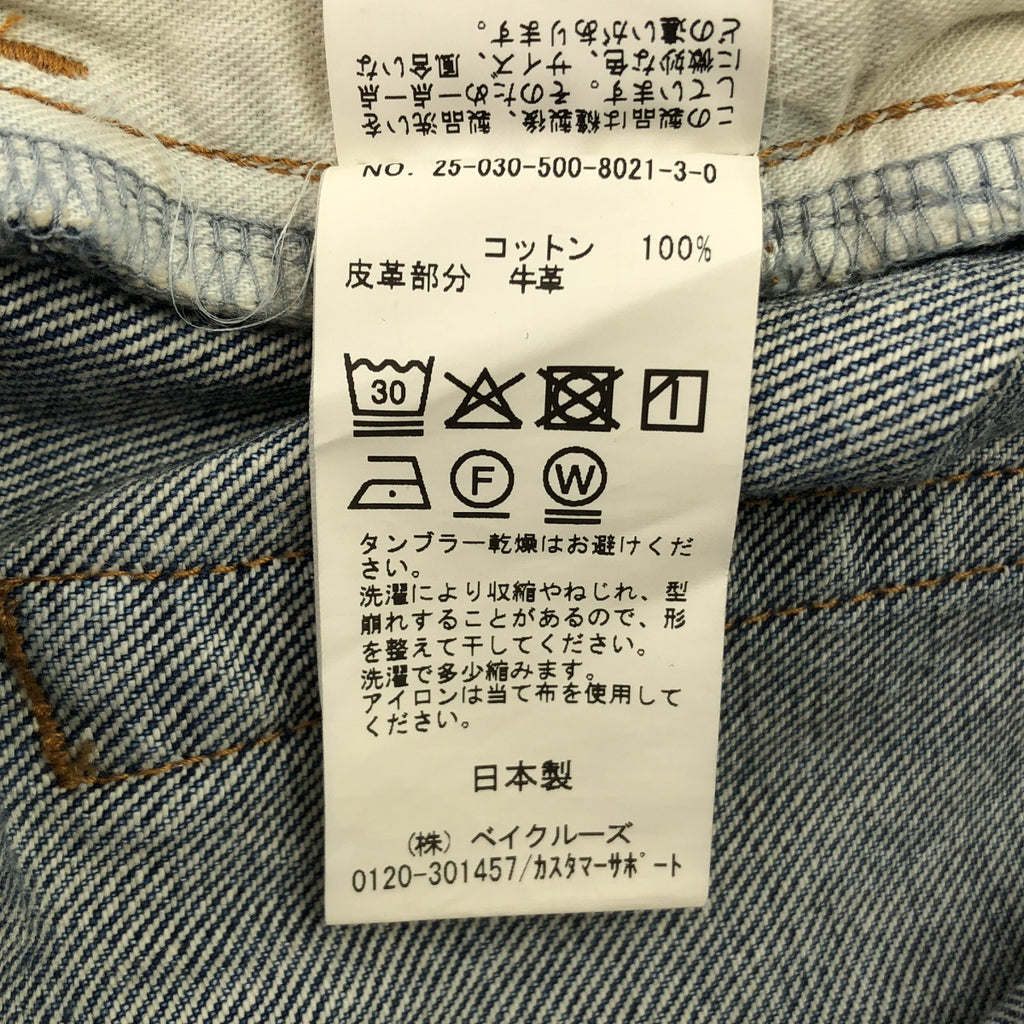 この製品は縫製後、製品洗いを
しています。そのため一点一点
に微妙な色、サイズ、風合いな
どの違いがあります。
NO. 25-030-500-8021-3-0
コットン 100%
皮革部分 牛革
30
F W
タンブラー乾燥はお避けくだ
さい。
洗濯により収縮やねじれ、型
崩れすることがあるので、形
を整えて干してください。
洗濯で多少縮みます。
アイロンは当て布を使用して
ください。
日本製
(株) ベイクルーズ
0120-301457/カスタマーサポート